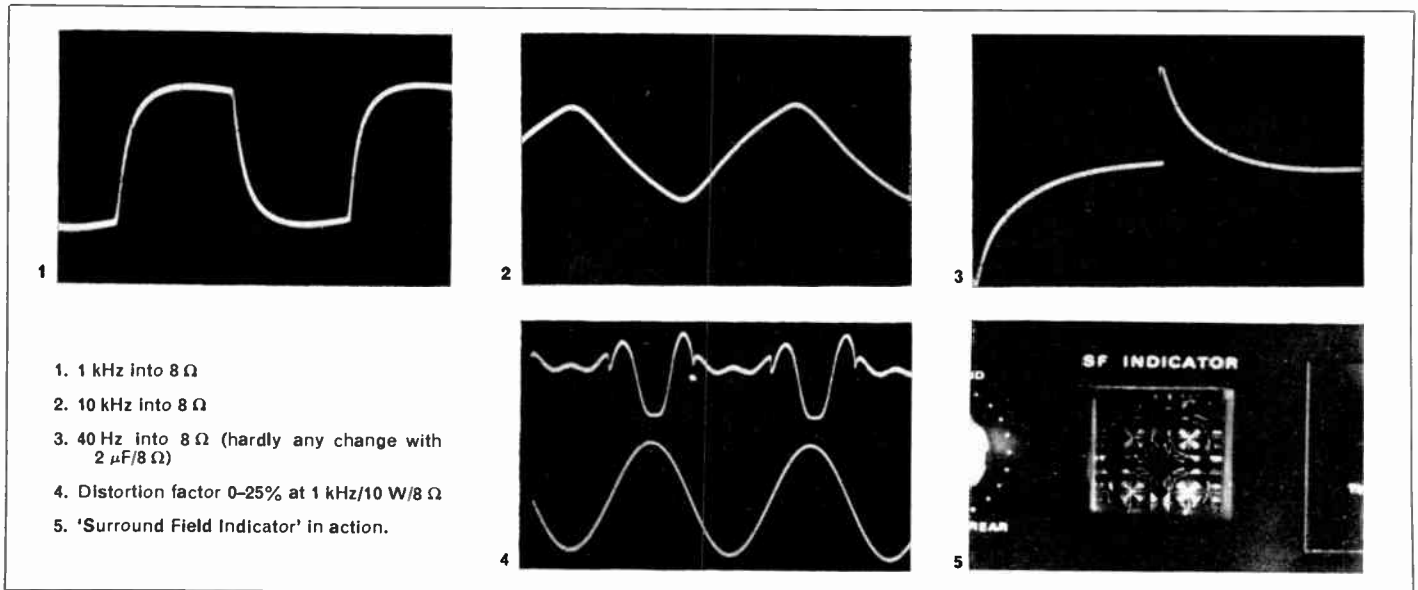 1
2
3
1. 1 kHz into 8 Ω
2. 10 kHz into 8 Ω
3. 40 Hz into 8 Ω (hardly any change with
2 μF/8 Ω)
4. Distortion factor 0–25% at 1 kHz/10 W/8 Ω
5. 'Surround Field Indicator' in action.
4
SF INDICATOR
REAR
5